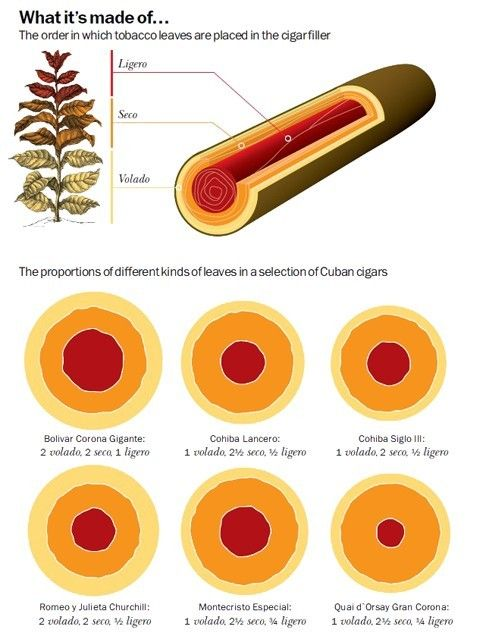 What it's made of...
The order in which tobacco leaves are placed in the cigar filler
Ligero
Seco
Volado
The proportions of different kinds of leaves in a selection of Cuban cigars
Bolivar Corona Gigante:
2 volado, 2 seco, 1 ligero
Cohiba Lancero:
1 volado, 2½ seco, ½ ligero
Cohiba Siglo III:
1 volado, 2 seco, ½ ligero
Romeo y Julieta Churchill:
2 volado, 2 seco, ½ ligero
Montecristo Especial:
1 volado, 2½ seco, ¾ ligero
Quai d`Orsay Gran Corona:
1 volado, 2½ seco, ¼ ligero